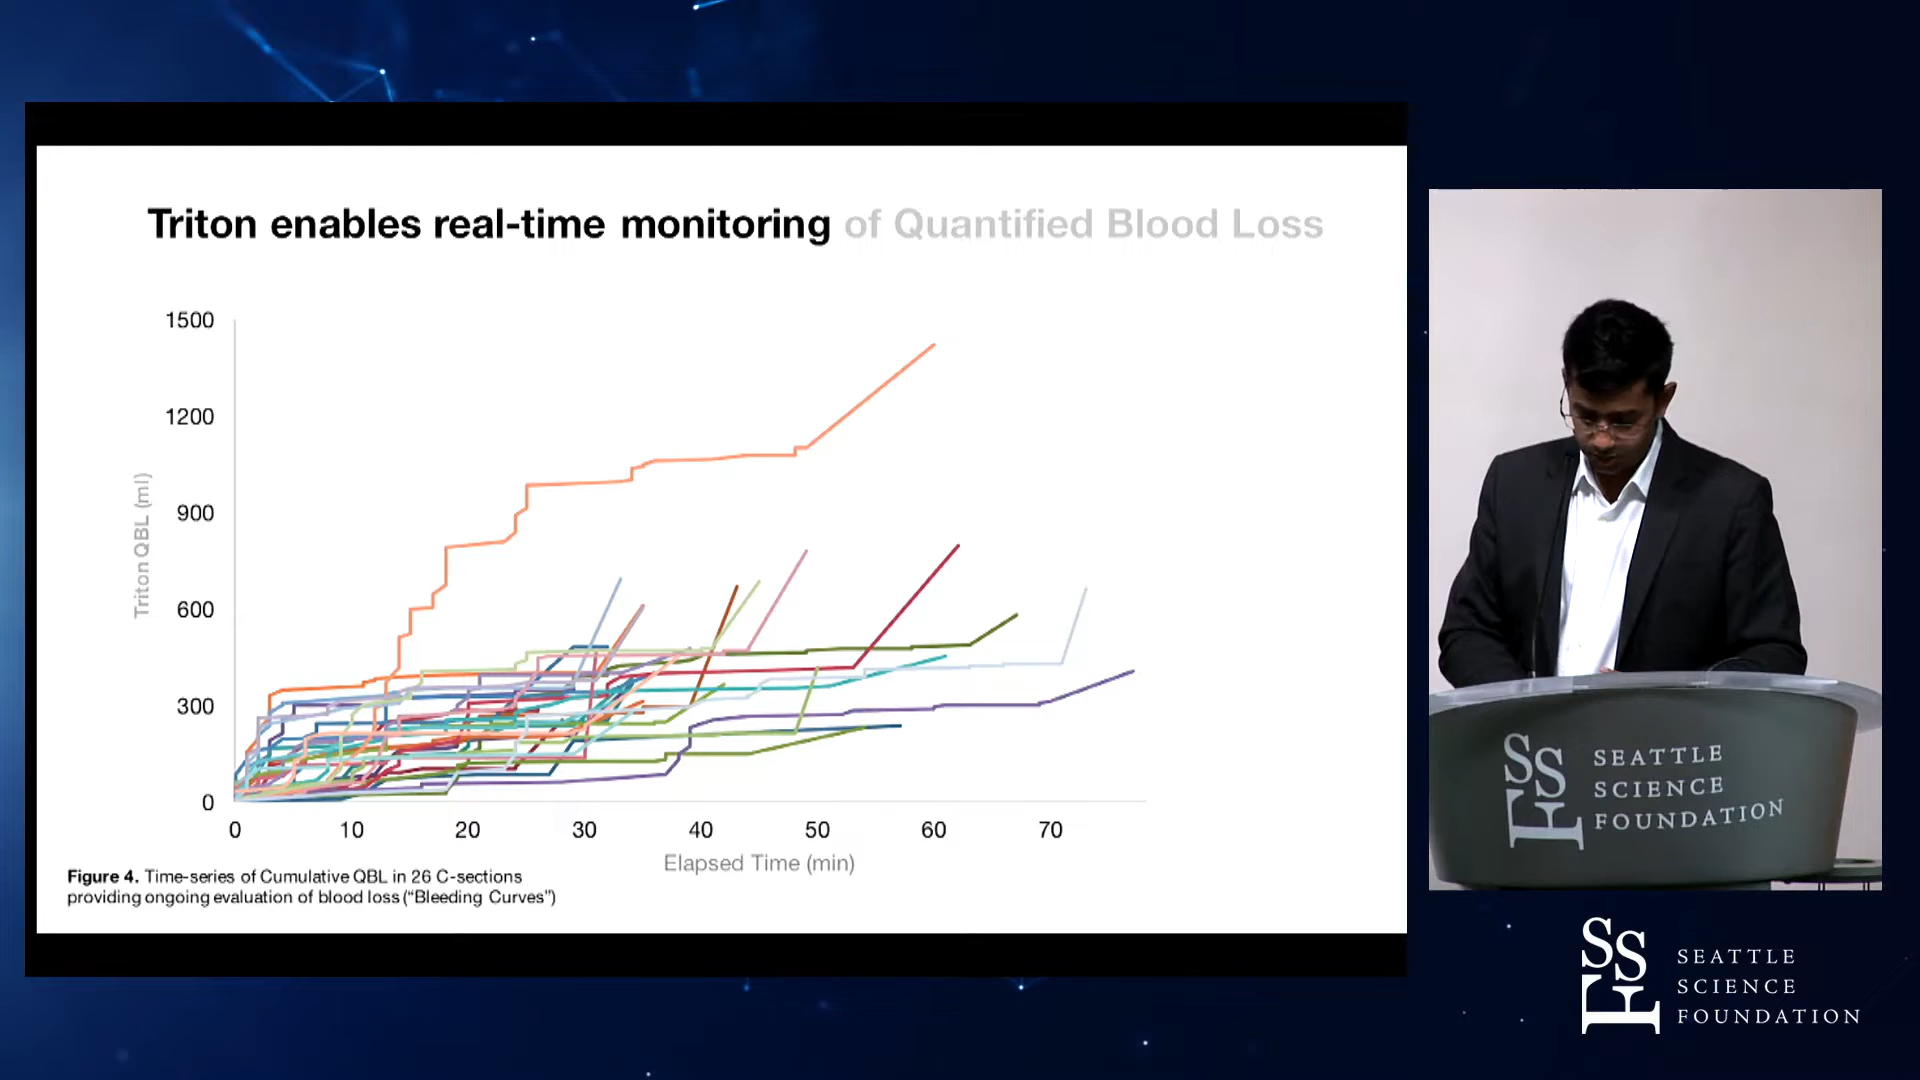 Triton enables real-time monitoring of Quantified Blood Loss
1500
1200
900
600
300
0
Triton QBL (ml)
0 10 20 30 40 50 60 70
Elapsed Time (min)
Figure 4. Time-series of Cumulative QBL in 26 C-sections
providing ongoing evaluation of blood loss (“Bleeding Curves”)
SSF
SEATTLE
SCIENCE
FOUNDATION
SSF
SEATTLE
SCIENCE
FOUNDATION